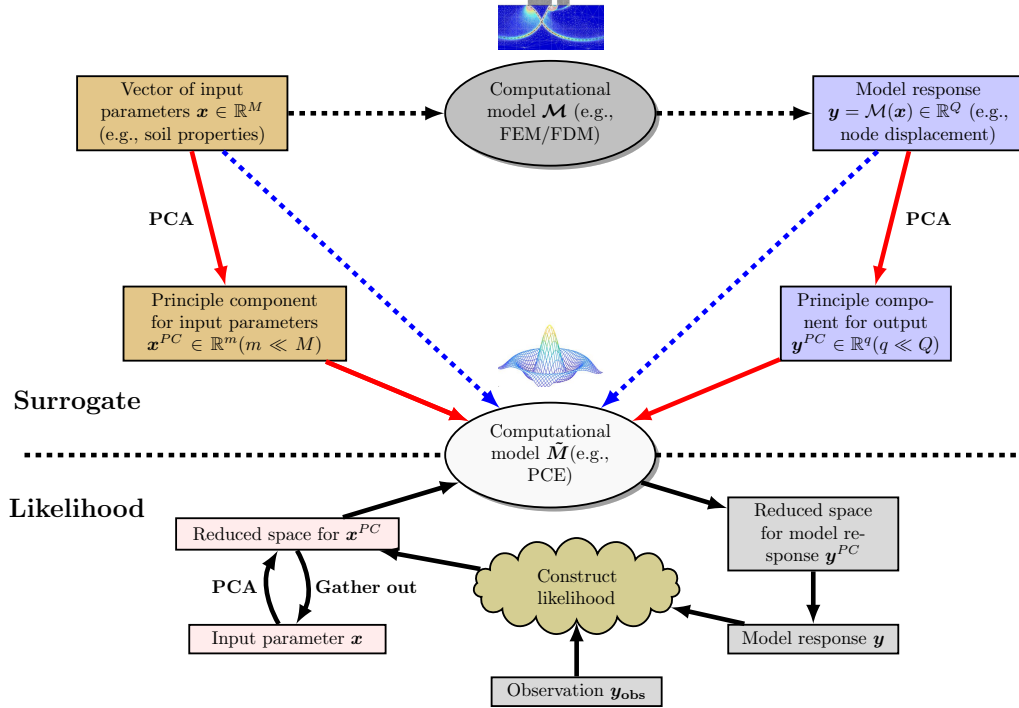 Vector of input
parameters x ∈ ℝ^M
(e.g., soil properties)
Computational
model 𝓜 (e.g.,
FEM/FDM)
Model response
y = 𝓜(x) ∈ ℝ^Q (e.g.,
node displacement)
PCA
PCA
Principle component
for input parameters
x^{PC} ∈ ℝ^m(m ≪ M)
Principle compo-
nent for output
y^{PC} ∈ ℝ^q(q ≪ Q)
Surrogate
Computational
model M̃(e.g.,
PCE)
Likelihood
Reduced space for x^{PC}
Reduced space
for model re-
sponse y^{PC}
PCA
Gather out
Construct
likelihood
Input parameter x
Model response y
Observation y_{obs}